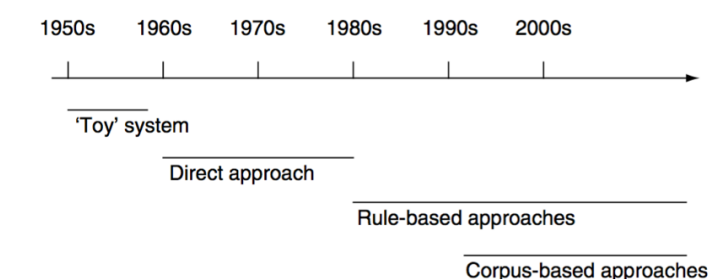 1950s 1960s 1970s 1980s 1990s 2000s
‘Toy’ system
Direct approach
Rule-based approaches
Corpus-based approaches